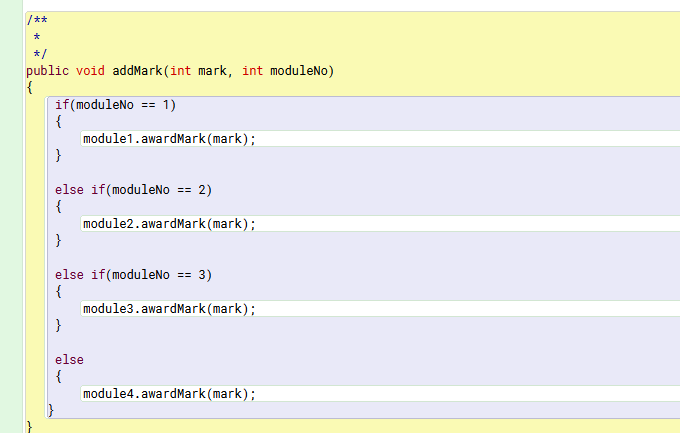 /**
 *
 */
public void addMark(int mark, int moduleNo)
{
    if(moduleNo == 1)
    {
        module1.awardMark(mark);
    }

    else if(moduleNo == 2)
    {
        module2.awardMark(mark);
    }

    else if(moduleNo == 3)
    {
        module3.awardMark(mark);
    }

    else
    {
        module4.awardMark(mark);
   }
}